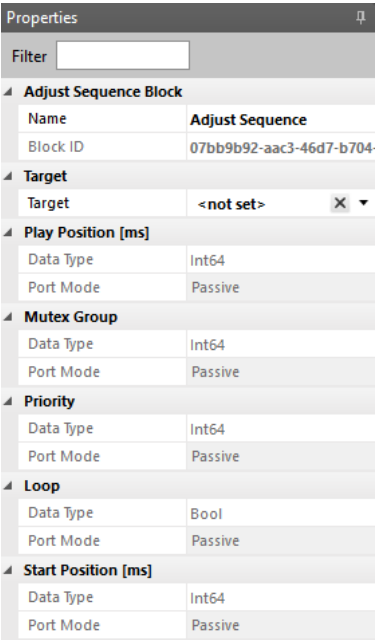 Properties
Filter
Adjust Sequence Block
Name Adjust Sequence
Block ID 07bb9b92-aac3-46d7-b704-
Target
Target <not set>
Play Position [ms]
Data Type Int64
Port Mode Passive
Mutex Group
Data Type Int64
Port Mode Passive
Priority
Data Type Int64
Port Mode Passive
Loop
Data Type Bool
Port Mode Passive
Start Position [ms]
Data Type Int64
Port Mode Passive